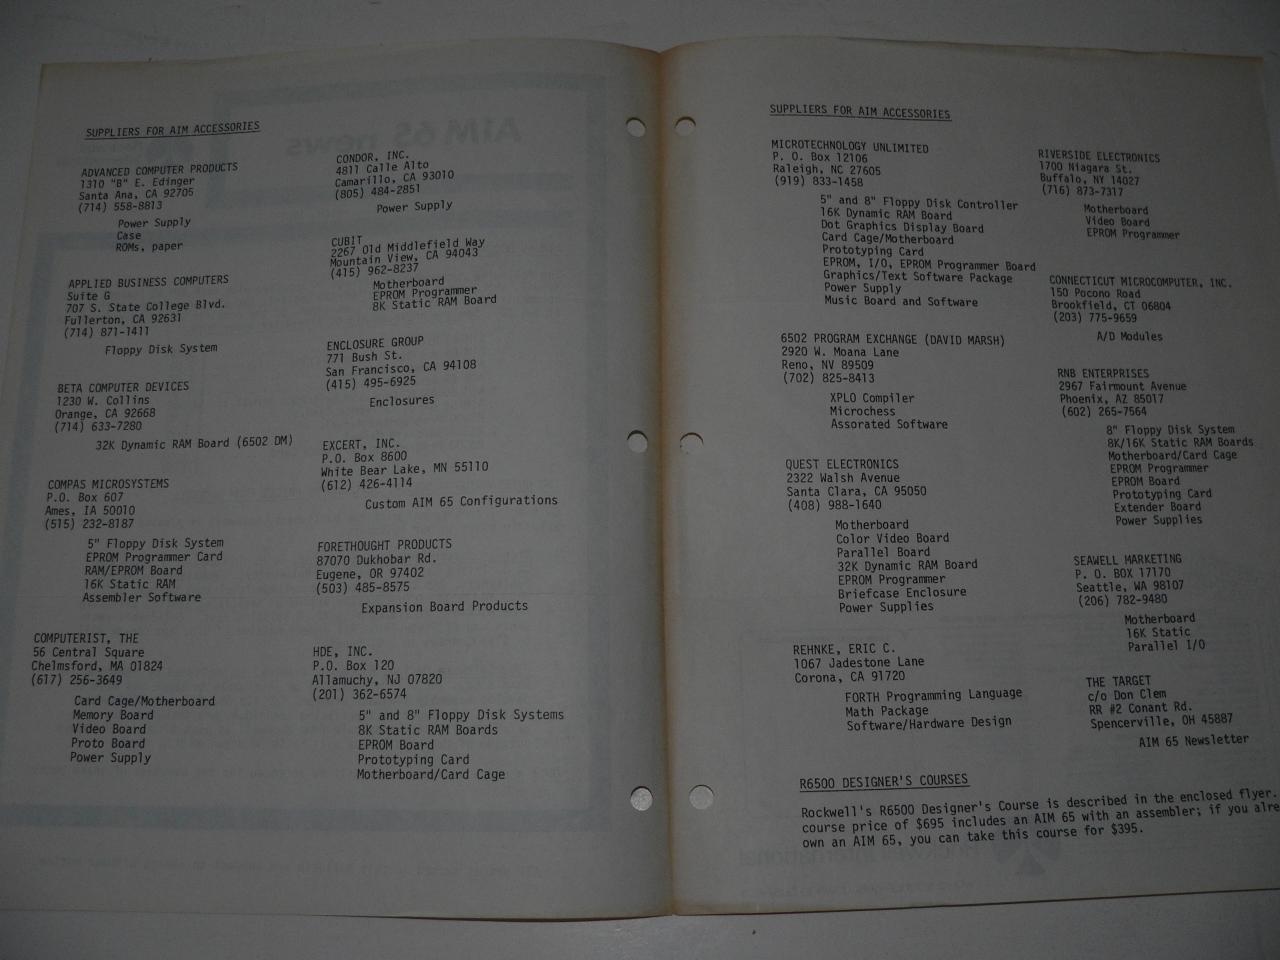 SUPPLIERS FOR AIM ACCESSORIES
ADVANCED COMPUTER PRODUCTS
1310 "B" E. Edinger
Santa Ana, CA 92705
(714) 558-8813
Power Supply
Case
ROMs, paper
APPLIED BUSINESS COMPUTERS
Suite G
707 S. State College Blvd.
Fullerton, CA 92631
(714) 871-1411
Floppy Disk System
BETA COMPUTER DEVICES
1230 W. Collins
Orange, CA 92668
(714) 633-7280
32K Dynamic RAM Board (6502 DM)
COMPAS MICROSYSTEMS
P.O. Box 607
Ames, IA 50010
(515) 232-8187
5" Floppy Disk System
EPROM Programmer Card
RAM/EPROM Board
16K Static RAM
Assembler Software
COMPUTERIST, THE
56 Central Square
Chelmsford, MA 01824
(617) 256-3649
Card Cage/Motherboard
Memory Board
Video Board
Proto Board
Power Supply
CONDOR, INC.
4811 Calle Alto
Camarillo, CA 93010
(805) 484-2851
Power Supply
CUBIT
2267 Old Middlefield Way
Mountain View, CA 94043
(415) 962-8237
Motherboard
EPROM Programmer
8K Static RAM Board
ENCLOSURE GROUP
771 Bush St.
San Francisco, CA 94108
(415) 495-6925
Enclosures
EXCERT, INC.
P.O. Box 8600
White Bear Lake, MN 55110
(612) 426-4114
Custom AIM 65 Configurations
FORETHOUGHT PRODUCTS
87070 Dukhobar Rd.
Eugene, OR 97402
(503) 485-8575
Expansion Board Products
HDE, INC.
P.O. Box 120
Allamuchy, NJ 07820
(201) 362-6574
5" and 8" Floppy Disk Systems
8K Static RAM Boards
EPROM Board
Prototyping Card
Motherboard/Card Cage
SUPPLIERS FOR AIM ACCESSORIES
MICROTECHNOLOGY UNLIMITED
P. O. Box 12106
Raleigh, NC 27605
(919) 833-1458
5" and 8" Floppy Disk Controller
16K Dynamic RAM Board
Dot Graphics Display Board
Card Cage/Motherboard
Prototyping Card
EPROM, I/O, EPROM Programmer Board
Graphics/Text Software Package
Power Supply
Music Board and Software
6502 PROGRAM EXCHANGE (DAVID MARSH)
2920 W. Moana Lane
Reno, NV 89509
(702) 825-8413
XPLO Compiler
Microchess
Assorated Software
QUEST ELECTRONICS
2322 Walsh Avenue
Santa Clara, CA 95050
(408) 988-1640
Motherboard
Color Video Board
Parallel Board
32K Dynamic RAM Board
EPROM Programmer
Briefcase Enclosure
Power Supplies
REHNKE, ERIC C.
1067 Jadestone Lane
Corona, CA 91720
FORTH Programming Language
Math Package
Software/Hardware Design
RIVERSIDE ELECTRONICS
1700 Niagara St.
Buffalo, NY 14027
(716) 873-7317
Motherboard
Video Board
EPROM Programmer
CONNECTICUT MICROCOMPUTER, INC.
150 Pocono Road
Brookfield, CT 06804
(203) 775-9659
A/D Modules
RNB ENTERPRISES
2967 Fairmount Avenue
Phoenix, AZ 85017
(602) 265-7564
8" Floppy Disk System
8K/16K Static RAM Boards
Motherboard/Card Cage
EPROM Programmer
EPROM Board
Prototyping Card
Extender Board
Power Supplies
SEAWELL MARKETING
P. O. BOX 17170
Seattle, WA 98107
(206) 782-9480
Motherboard
16K Static
Parallel I/O
THE TARGET
c/o Don Clem
RR #2 Conant Rd.
Spencerville, OH 45887
AIM 65 Newsletter
R6500 DESIGNER'S COURSES
Rockwell's R6500 Designer's Course is described in the enclosed flyer.
course price of $695 includes an AIM 65 with an assembler; if you alre
own an AIM 65, you can take this course for $395.